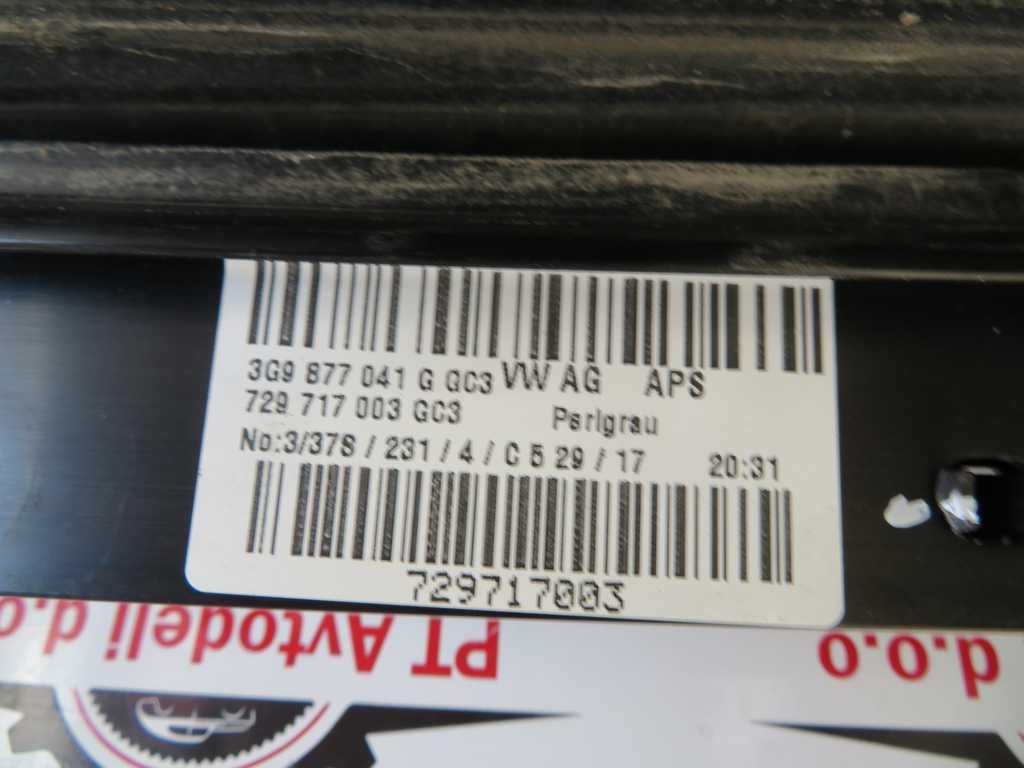 3G9 877 041 G GC3 VW AG APS
729 717 003 GC3 Perlgrau
No:3/37S / 231 / 4 / C 5 29 / 17 20:31
729717003
PT Avtodeli d.o
d.o.o